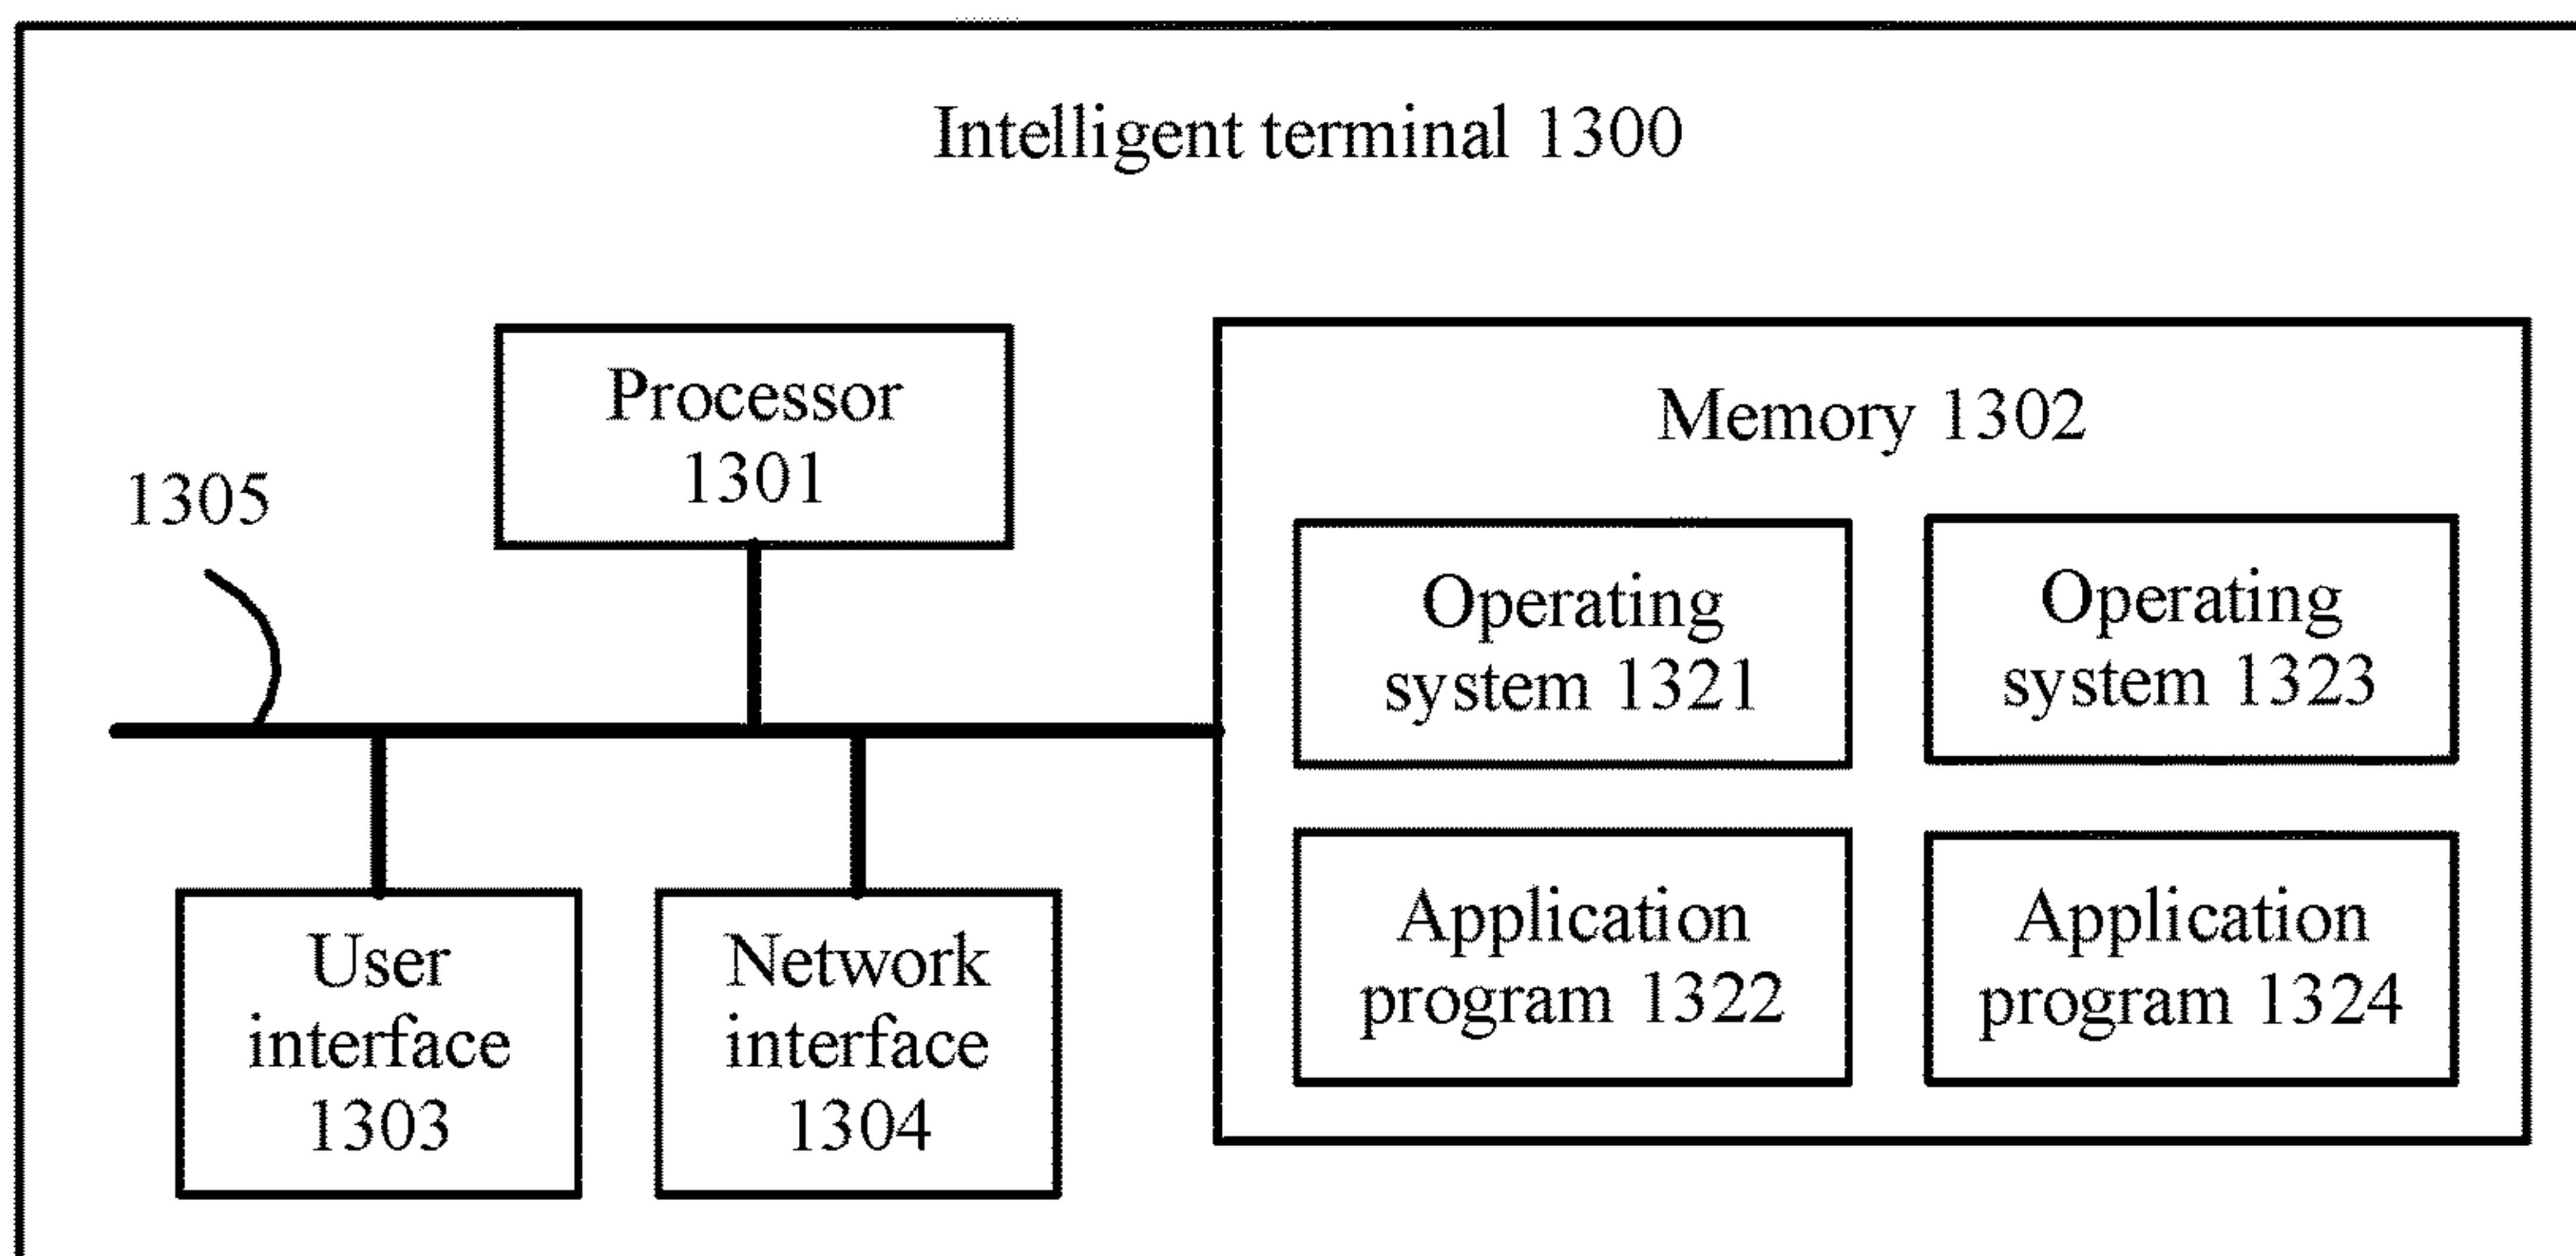 Intelligent terminal 1300
Processor
1301
Memory 1302
1305
Operating
system 1321
Operating
system 1323
Application
program 1322
Application
program 1324
User
interface
1303
Network
interface
1304